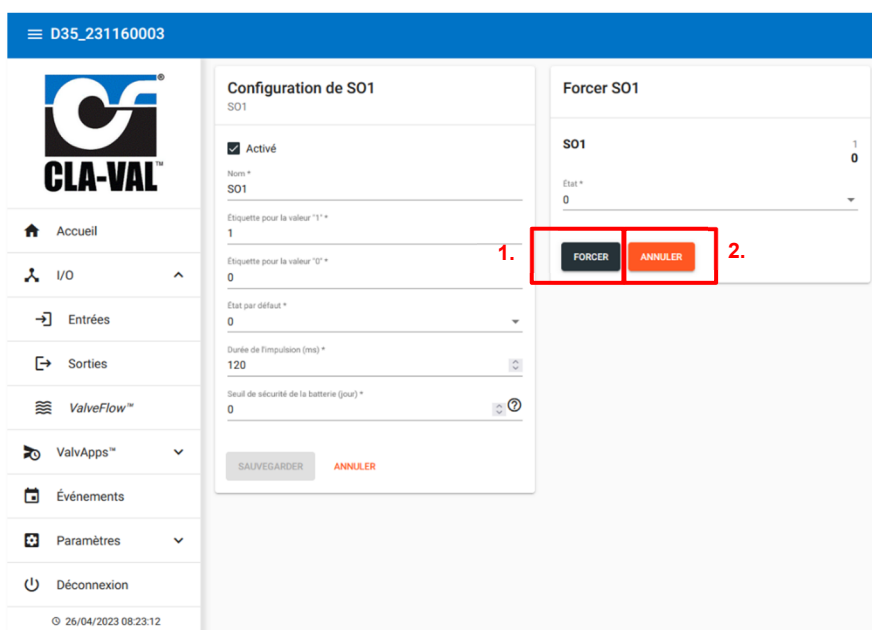 D35_231160003
CLA-VAL™
®
Accueil
I/O
Entrées
Sorties
ValveFlow™
ValvApps™
Événements
Paramètres
Déconnexion
26/04/2023 08:23:12
Configuration de SO1
SO1
Activé
Nom *
SO1
Étiquette pour la valeur "1" *
1
Étiquette pour la valeur "0" *
0
État par défaut *
0
Durée de l'impulsion (ms) *
120
Seuil de sécurité de la batterie (jour) *
0
SAUVEGARDER ANNULER
Forcer SO1
SO1 1
0
État *
0
1. FORCER ANNULER 2.